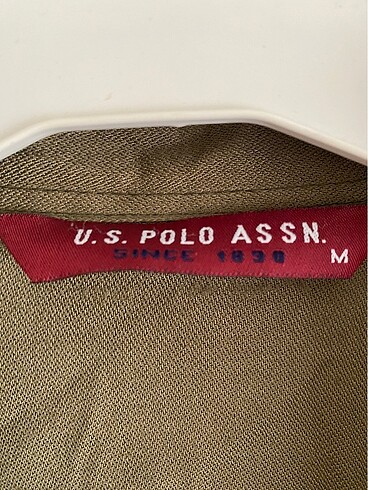 U.S. POLO ASSN.
SINCE 1890
M